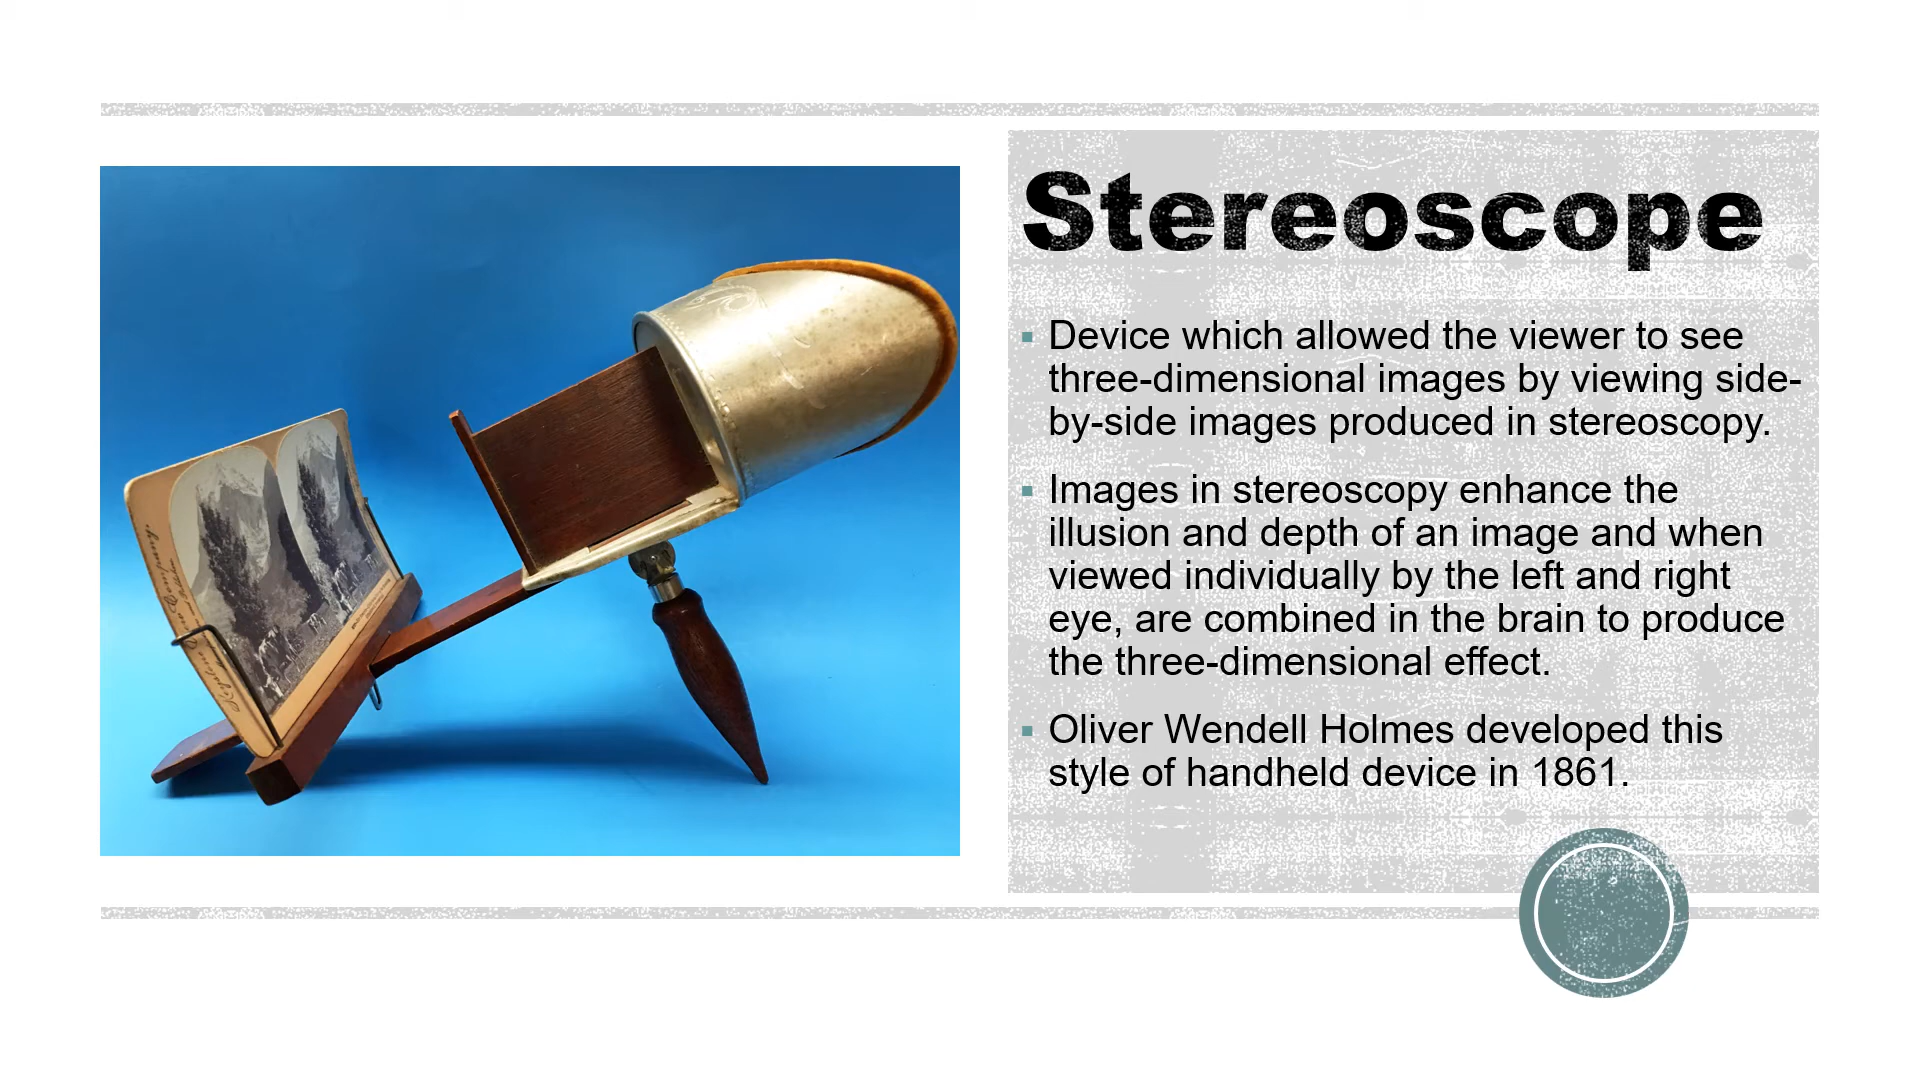 Stereoscope
Device which allowed the viewer to see
three-dimensional images by viewing side-
by-side images produced in stereoscopy.
Images in stereoscopy enhance the
illusion and depth of an image and when
viewed individually by the left and right
eye, are combined in the brain to produce
the three-dimensional effect.
Oliver Wendell Holmes developed this
style of handheld device in 1861.